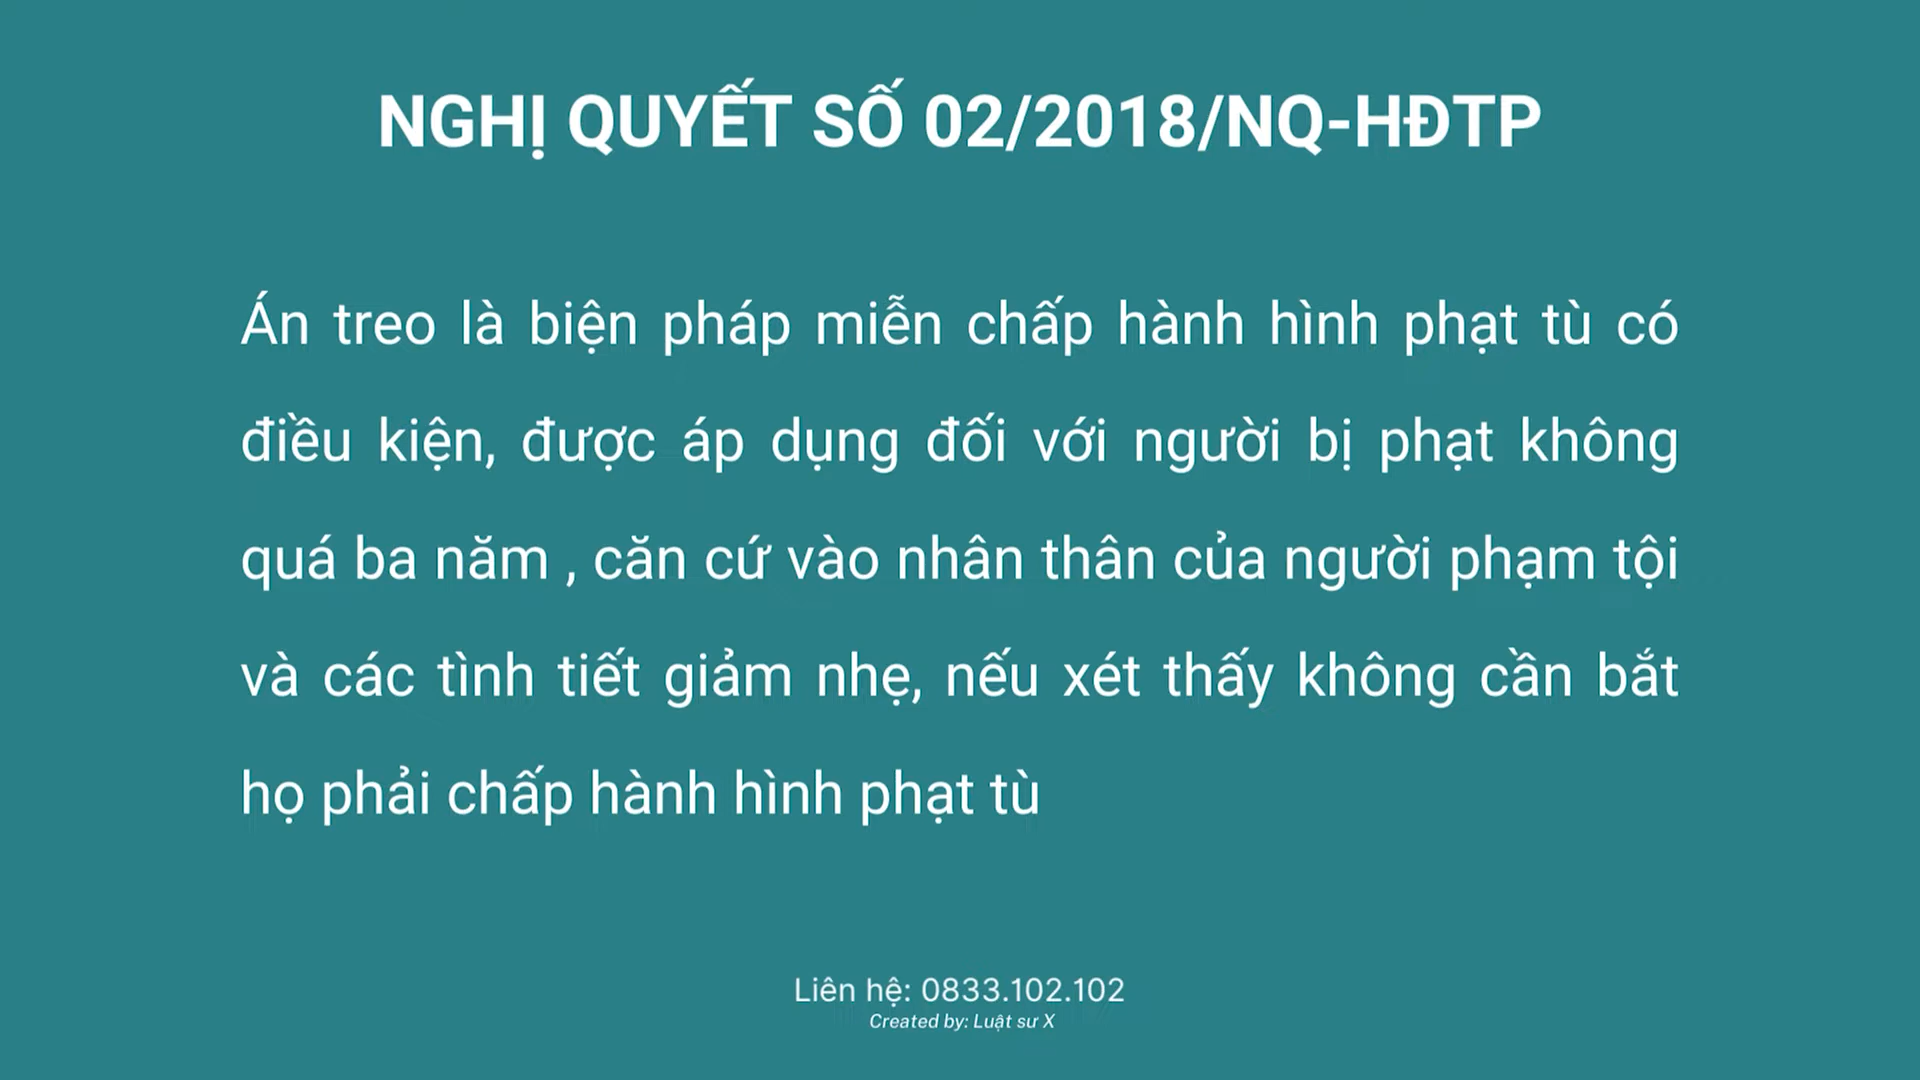 NGHỊ QUYẾT SỐ 02/2018/NQ-HĐTP
Án treo là biện pháp miễn chấp hành hình phạt tù có
điều kiện, được áp dụng đối với người bị phạt không
quá ba năm , căn cứ vào nhân thân của người phạm tội
và các tình tiết giảm nhẹ, nếu xét thấy không cần bắt
họ phải chấp hành hình phạt tù
Liên hệ: 0833.102.102
Created by: Luật sư X